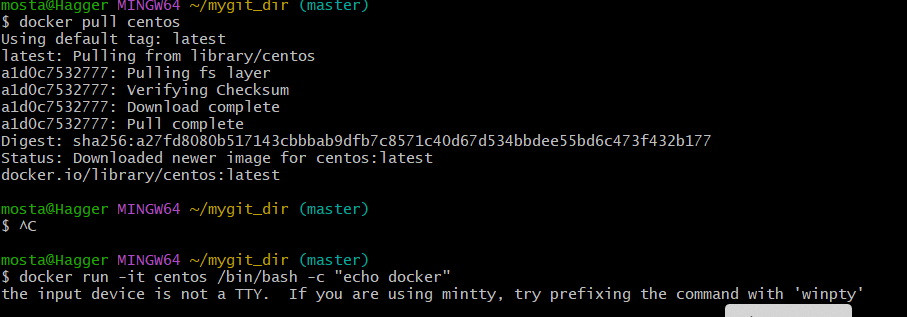 mosta@Hagger MINGW64 ~/mygit_dir (master)
$ docker pull centos
Using default tag: latest
latest: Pulling from library/centos
a1d0c7532777: Pulling fs layer
a1d0c7532777: Verifying Checksum
a1d0c7532777: Download complete
a1d0c7532777: Pull complete
Digest: sha256:a27fd8080b517143cbbbab9dfb7c8571c40d67d534bbdee55bd6c473f432b177
Status: Downloaded newer image for centos:latest
docker.io/library/centos:latest
mosta@Hagger MINGW64 ~/mygit_dir (master)
$ ^C
mosta@Hagger MINGW64 ~/mygit_dir (master)
$ docker run -it centos /bin/bash -c "echo docker"
the input device is not a TTY.  If you are using mintty, try prefixing the command with 'winpty'